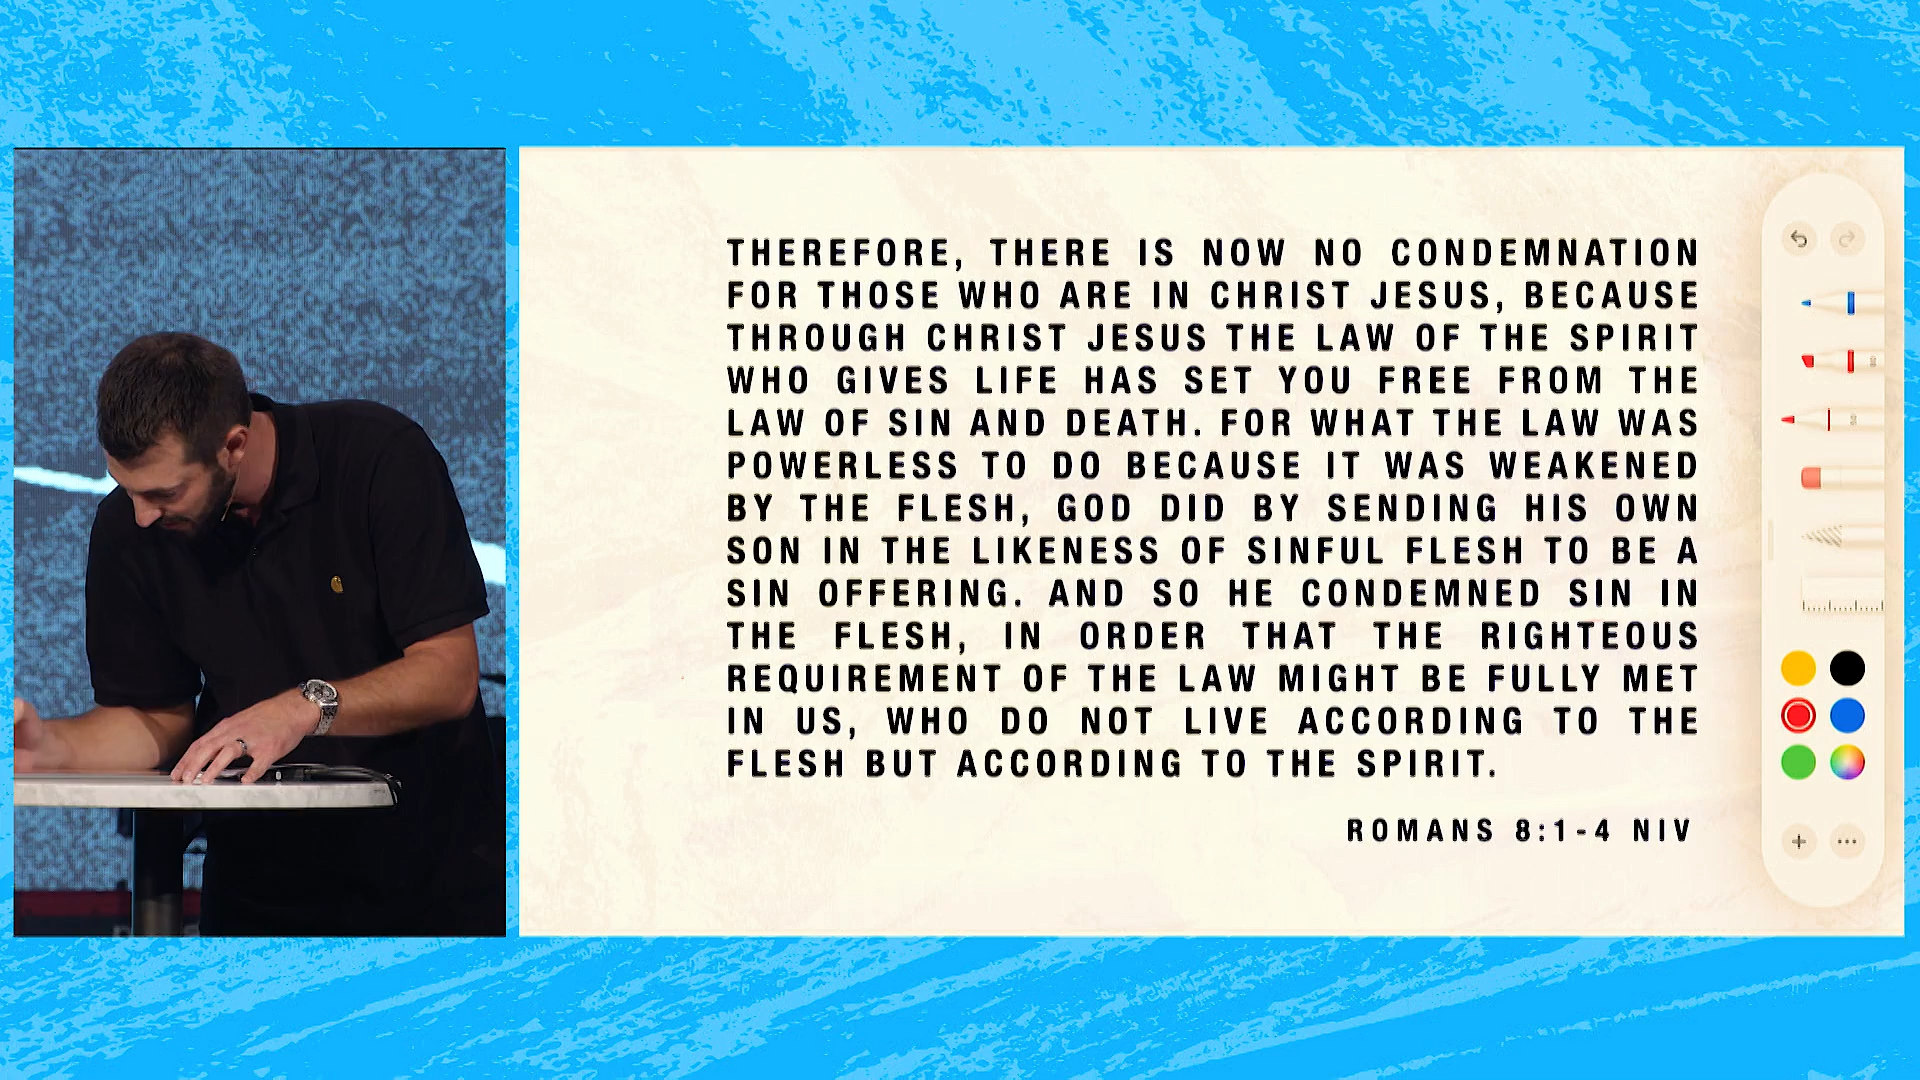 THEREFORE, THERE IS NOW NO CONDEMNATION
FOR THOSE WHO ARE IN CHRIST JESUS, BECAUSE
THROUGH CHRIST JESUS THE LAW OF THE SPIRIT
WHO GIVES LIFE HAS SET YOU FREE FROM THE
LAW OF SIN AND DEATH. FOR WHAT THE LAW WAS
POWERLESS TO DO BECAUSE IT WAS WEAKENED
BY THE FLESH, GOD DID BY SENDING HIS OWN
SON IN THE LIKENESS OF SINFUL FLESH TO BE A
SIN OFFERING. AND SO HE CONDEMNED SIN IN
THE FLESH, IN ORDER THAT THE RIGHTEOUS
REQUIREMENT OF THE LAW MIGHT BE FULLY MET
IN US, WHO DO NOT LIVE ACCORDING TO THE
FLESH BUT ACCORDING TO THE SPIRIT.
ROMANS 8:1-4 NIV